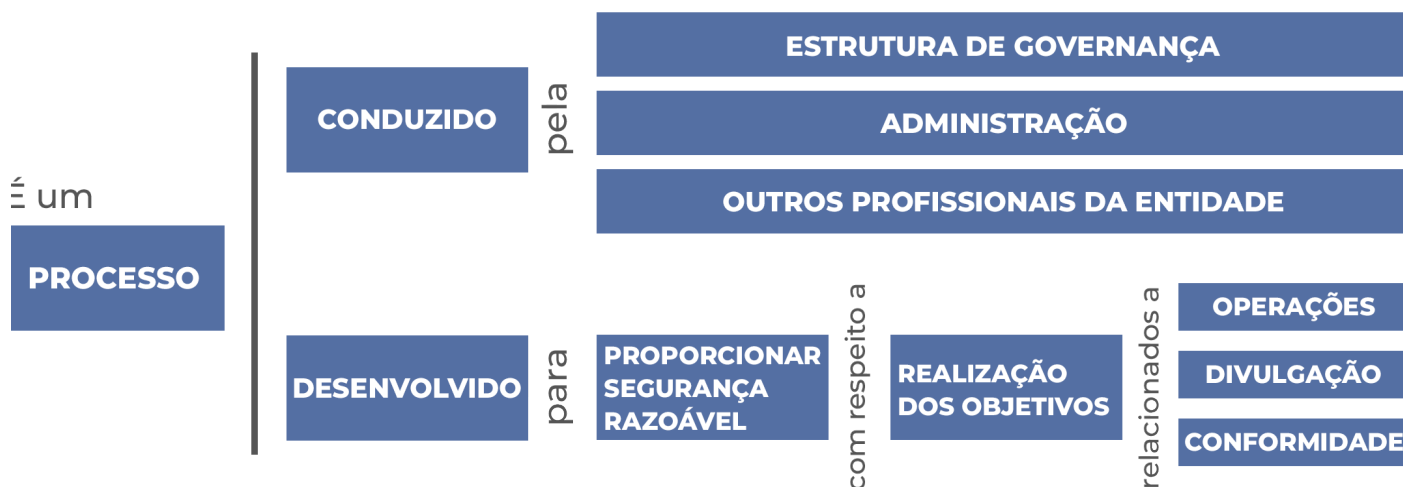 É um
PROCESSO
CONDUZIDO
pela
ESTRUTURA DE GOVERNANÇA
ADMINISTRAÇÃO
OUTROS PROFISSIONAIS DA ENTIDADE
DESENVOLVIDO
para
PROPORCIONAR
SEGURANÇA
RAZOÁVEL
com respeito a
REALIZAÇÃO
DOS OBJETIVOS
relacionados a
OPERAÇÕES
DIVULGAÇÃO
CONFORMIDADE